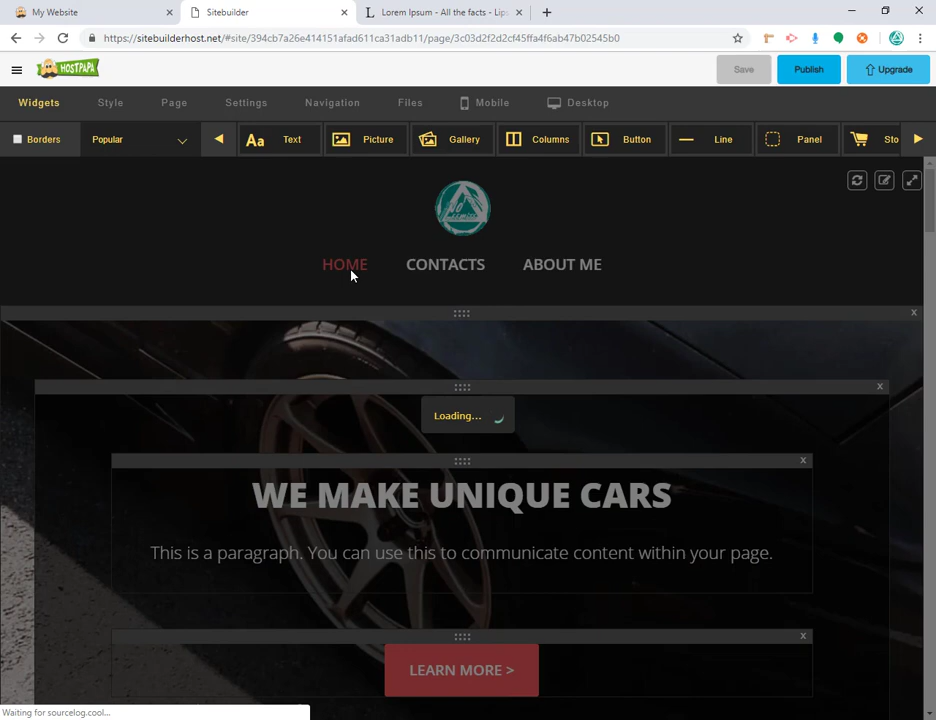 My Website
Sitebuilder
Lorem Ipsum - All the facts - Lip
https://sitebuilderhost.net/#site/394cb7a26e414151afad611ca31adb11/page/3c03d2f2d2cf45ffa4f6ab47b02545b0
HOSTPAPA
Save
Publish
Upgrade
Widgets
Style
Page
Settings
Navigation
Files
Mobile
Desktop
Borders
Popular
Aa
Text
Picture
Gallery
Columns
Button
Line
Panel
Sto
HOME
CONTACTS
ABOUT ME
x
x
Loading...
x
WE MAKE UNIQUE CARS
This is a paragraph. You can use this to communicate content within your page.
x
LEARN MORE >
Waiting for sourcelog.cool...